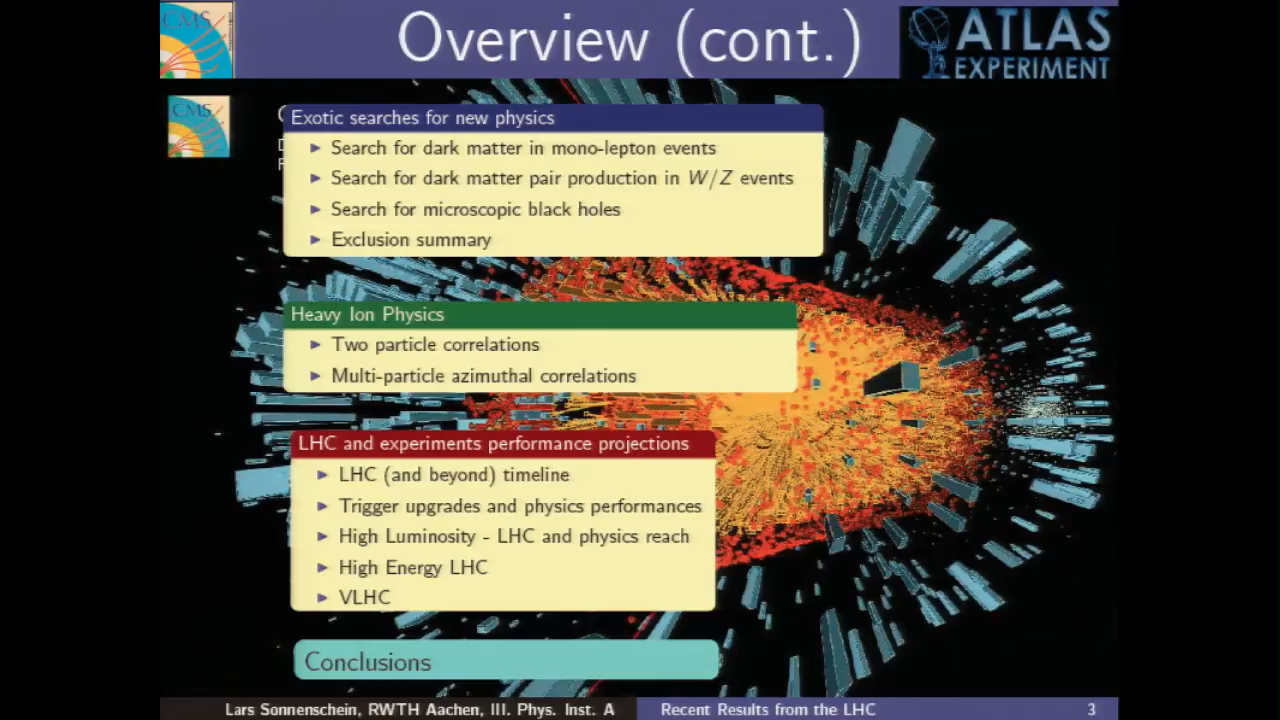 CMS
Overview (cont.)
ATLAS
EXPERIMENT
CMS
Exotic searches for new physics
Search for dark matter in mono-lepton events
Search for dark matter pair production in W/Z events
Search for microscopic black holes
Exclusion summary
Heavy Ion Physics
Two particle correlations
Multi-particle azimuthal correlations
LHC and experiments performance projections
LHC (and beyond) timeline
Trigger upgrades and physics performances
High Luminosity - LHC and physics reach
High Energy LHC
VLHC
Conclusions
Lars Sonnenschein, RWTH Aachen, III. Phys. Inst. A
Recent Results from the LHC
3